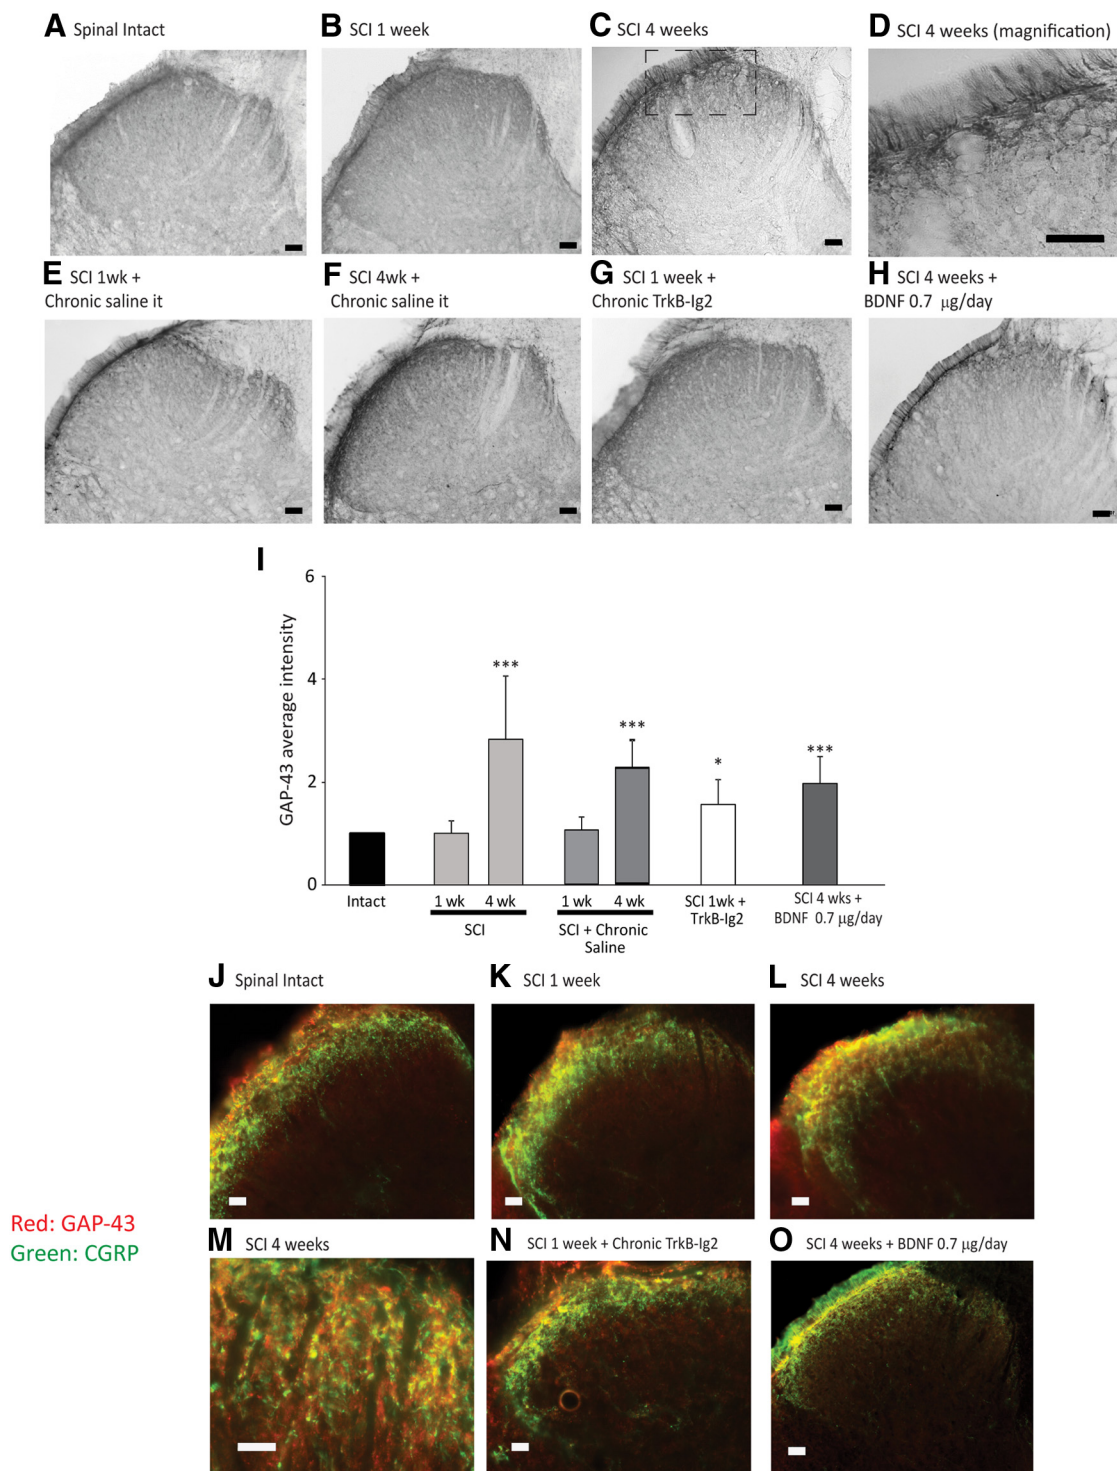 A Spinal Intact
B SCI 1 week
C SCI 4 weeks
D SCI 4 weeks (magnification)
E SCI 1wk +
Chronic saline it
F SCI 4wk +
Chronic saline it
G SCI 1 week +
Chronic TrkB-Ig2
H SCI 4 weeks +
BDNF 0.7 μg/day
I
GAP-43 average intensity
6
4
2
0
***
***
*
***
Intact
1 wk
4 wk
SCI
1 wk
4 wk
SCI + Chronic
Saline
SCI 1wk +
TrkB-Ig2
SCI 4 wks +
BDNF 0.7 μg/day
J Spinal Intact
K SCI 1 week
L SCI 4 weeks
Red: GAP-43
Green: CGRP
M SCI 4 weeks
N SCI 1 week + Chronic TrkB-Ig2
O SCI 4 weeks + BDNF 0.7 μg/day